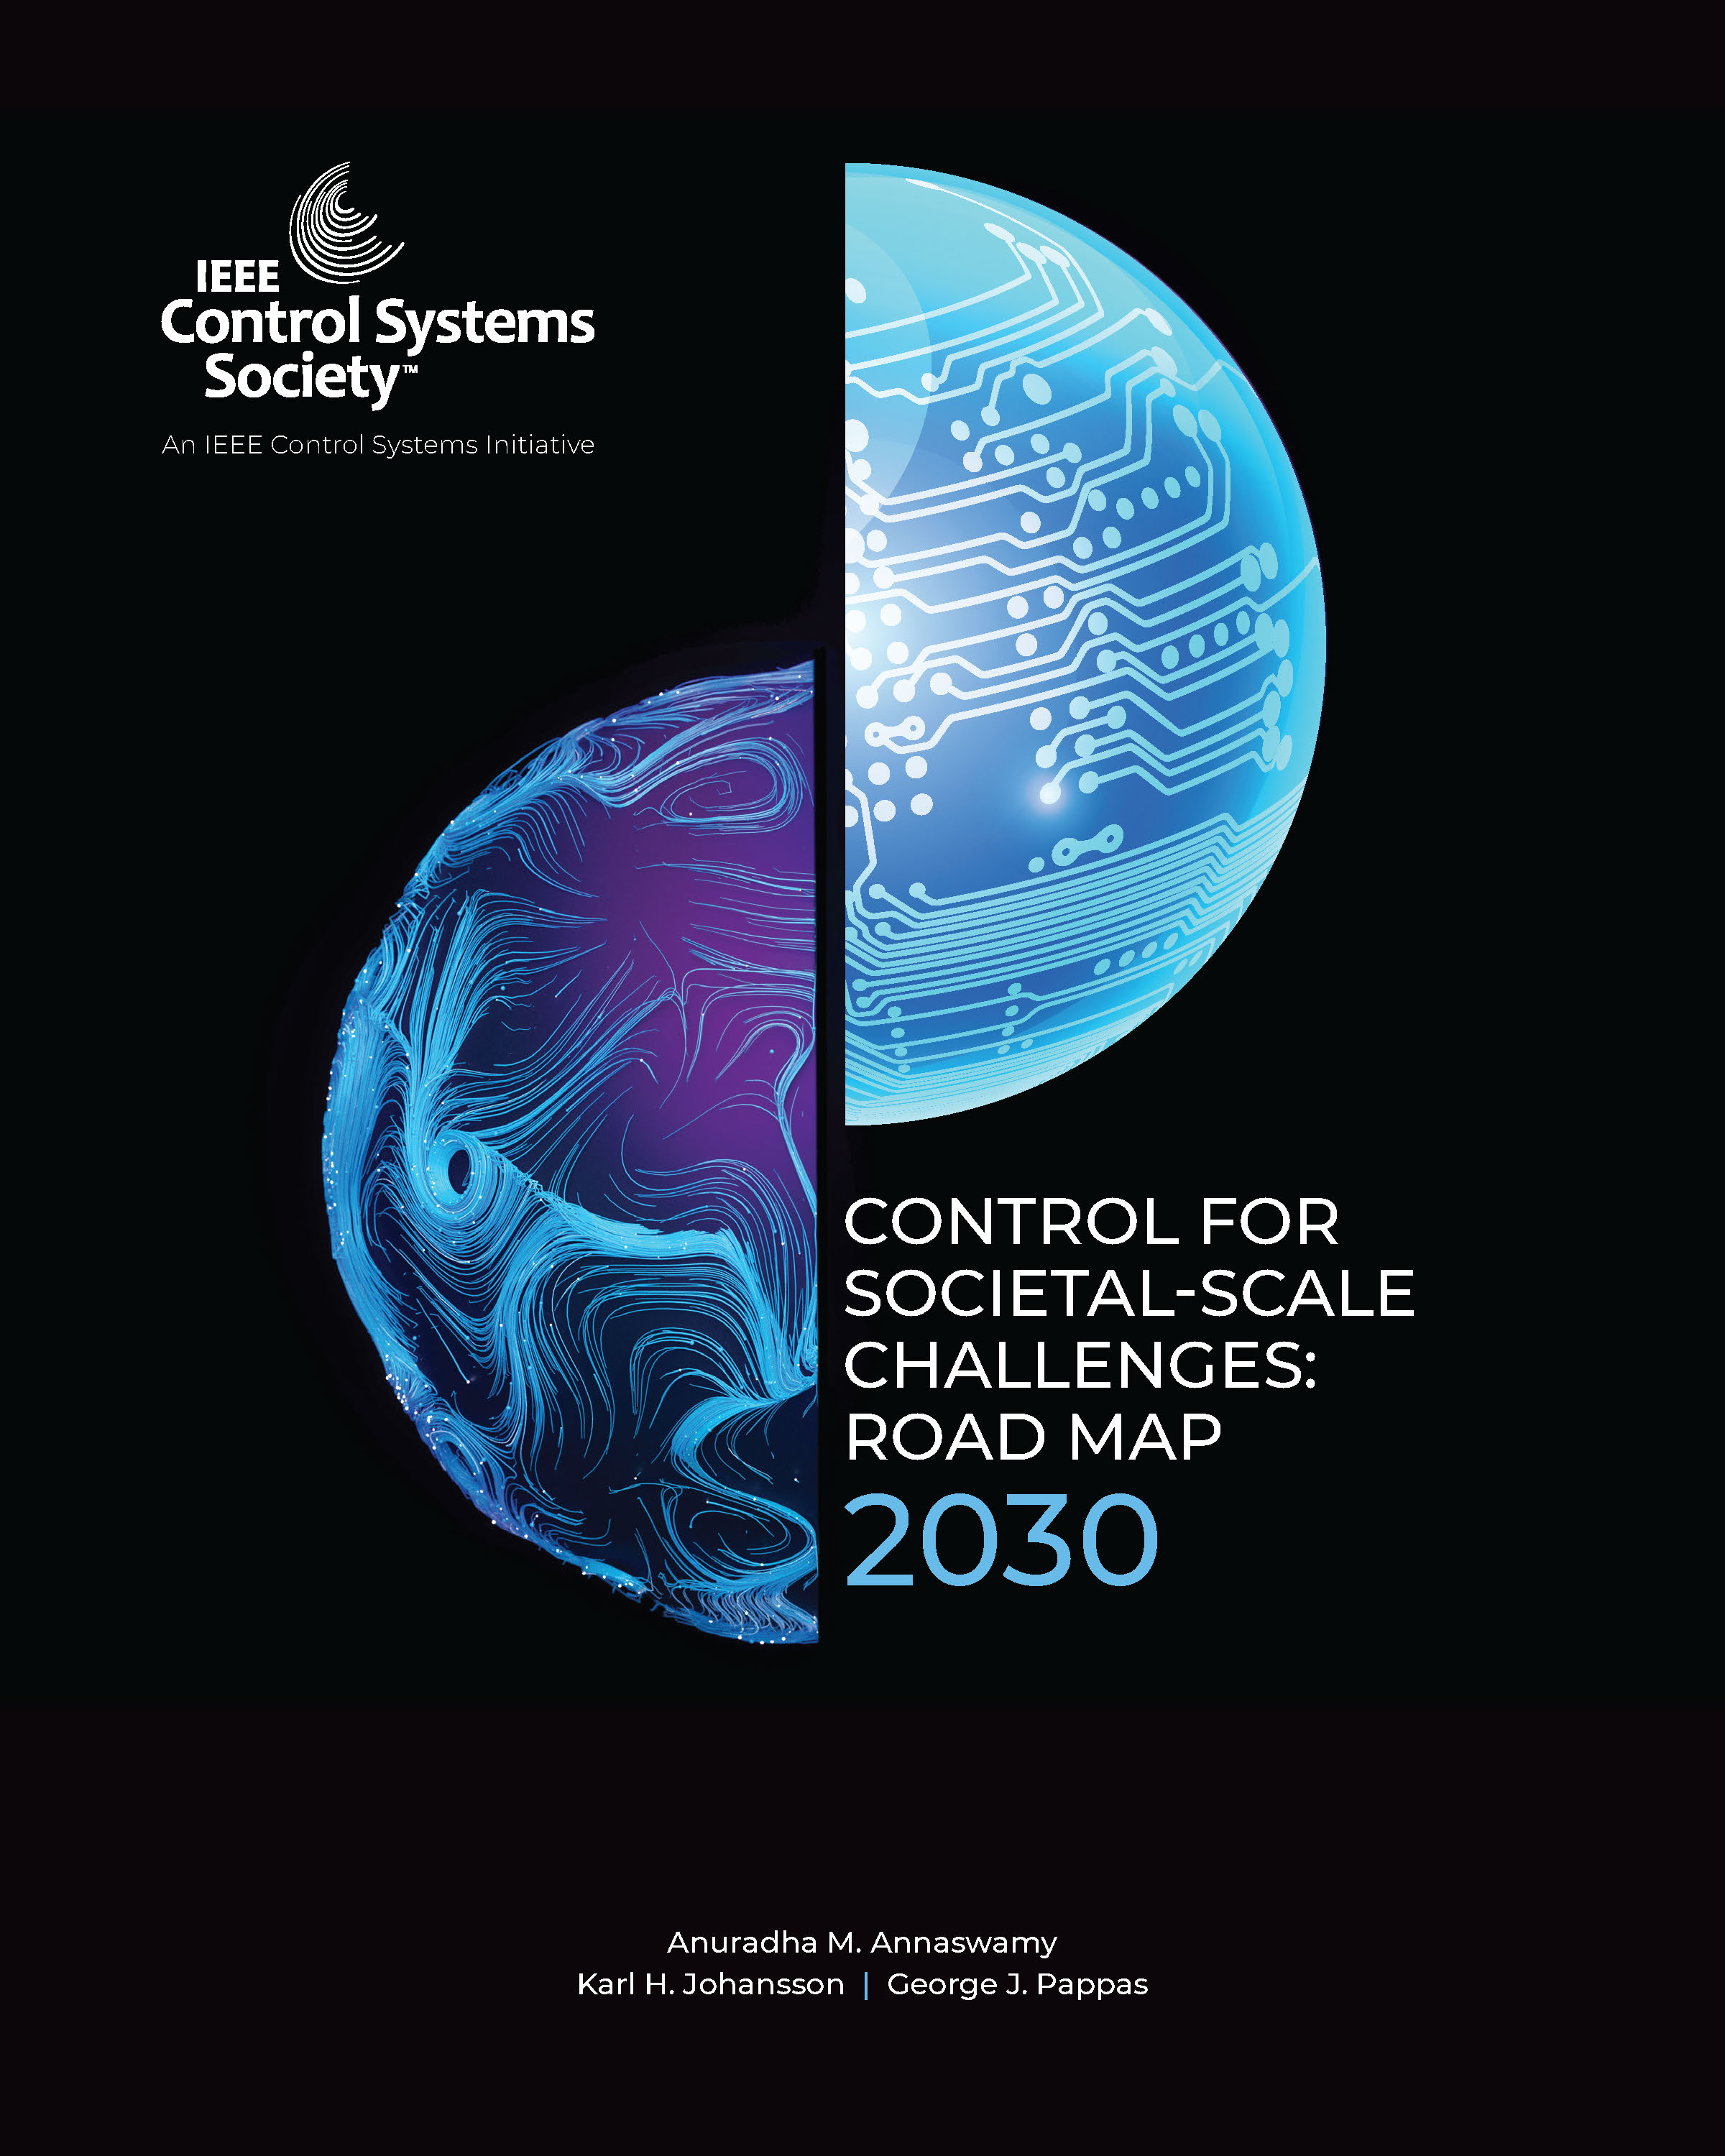 IEEE
Control Systems
Society™
An IEEE Control Systems Initiative
CONTROL FOR
SOCIETAL-SCALE
CHALLENGES:
ROAD MAP
2030
Anuradha M. Annaswamy
Karl H. Johansson | George J. Pappas